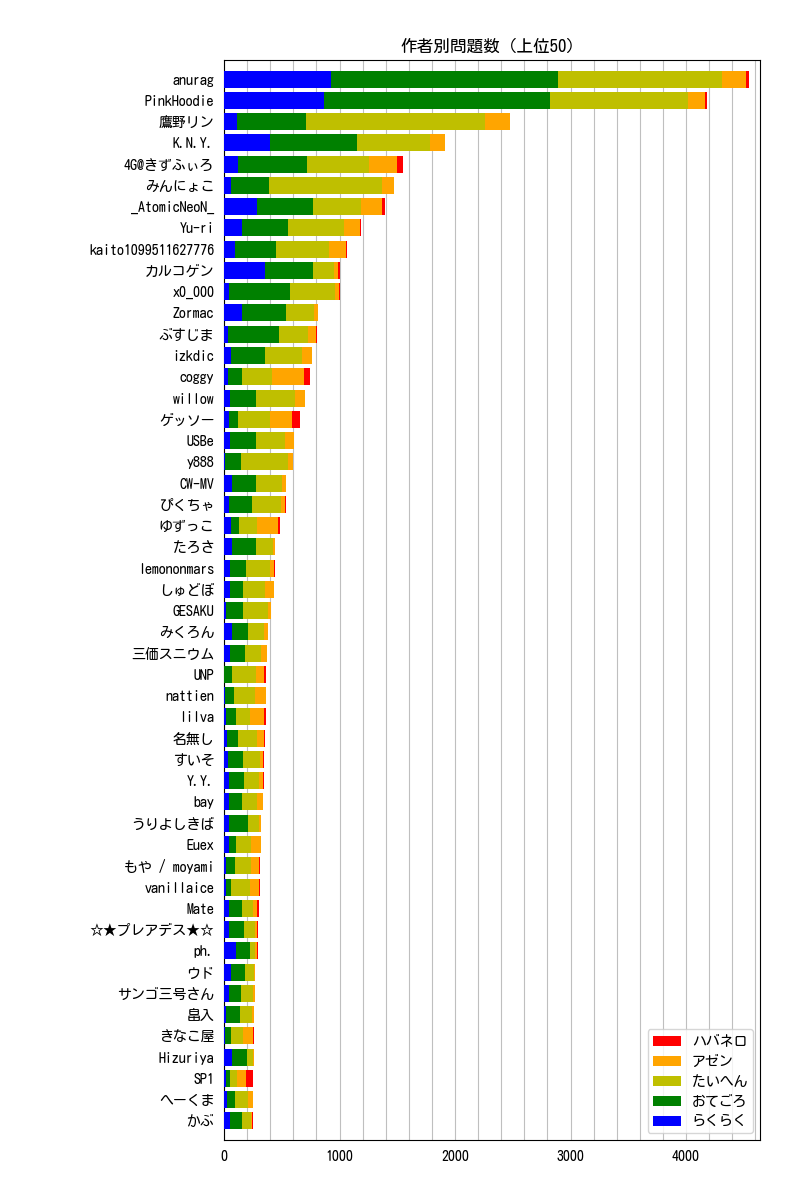 作者別問題数 (上位50)
anurag
PinkHoodie
鷹野リン
K.N.Y.
4G@きずふぃろ
みんにょこ
_AtomicNeoN_
Yu-ri
kaito1099511627776
カルコゲン
x0_000
Zormac
ぶすじま
izkdic
coggy
willow
ゲッソー
USBe
y888
CW-MV
ぴくちゃ
ゆずっこ
たろさ
lemononmars
しゅどぼ
GESAKU
みくろん
三価スニウム
UNP
nattien
lilva
名無し
すいそ
Y.Y.
bay
うりよしきば
Euex
もや / moyami
vanillaice
Mate
☆★プレアデス★☆
ph.
ウド
サンゴ三号さん
畠入
きなこ屋
Hizuriya
SP1
へーくま
かぶ
ハバネロ
アゼン
たいへん
おてごろ
らくらく
0 1000 2000 3000 4000